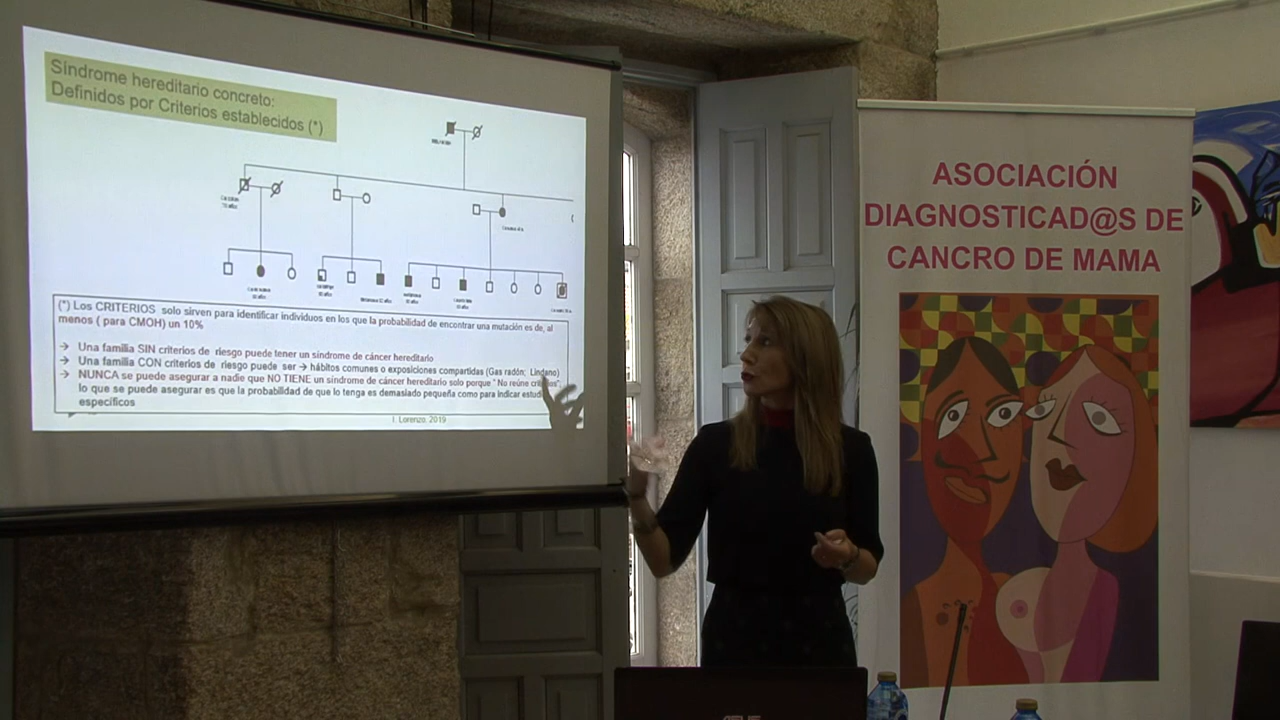 Síndrome hereditario concreto:
Definidos por Criterios establecidos (*)
(*) Los CRITERIOS solo sirven para identificar individuos en los que la probabilidad de encontrar una mutación es de, al
menos ( para CMOH) un 10%
→ Una familia SIN criterios de riesgo puede tener un síndrome de cáncer hereditario
→ Una familia CON criterios de riesgo puede ser → hábitos comunes o exposiciones compartidas (Gas radón; Lindano)
→ NUNCA se puede asegurar a nadie que NO TIENE un síndrome de cáncer hereditario solo porque " No reúne criterios",
lo que se puede asegurar es que la probabilidad de que lo tenga es demasiado pequeña como para indicar
específicos
I. Lorenzo. 2019
ASOCIACIÓN
DIAGNOSTICAD@S DE
CANCRO DE MAMA